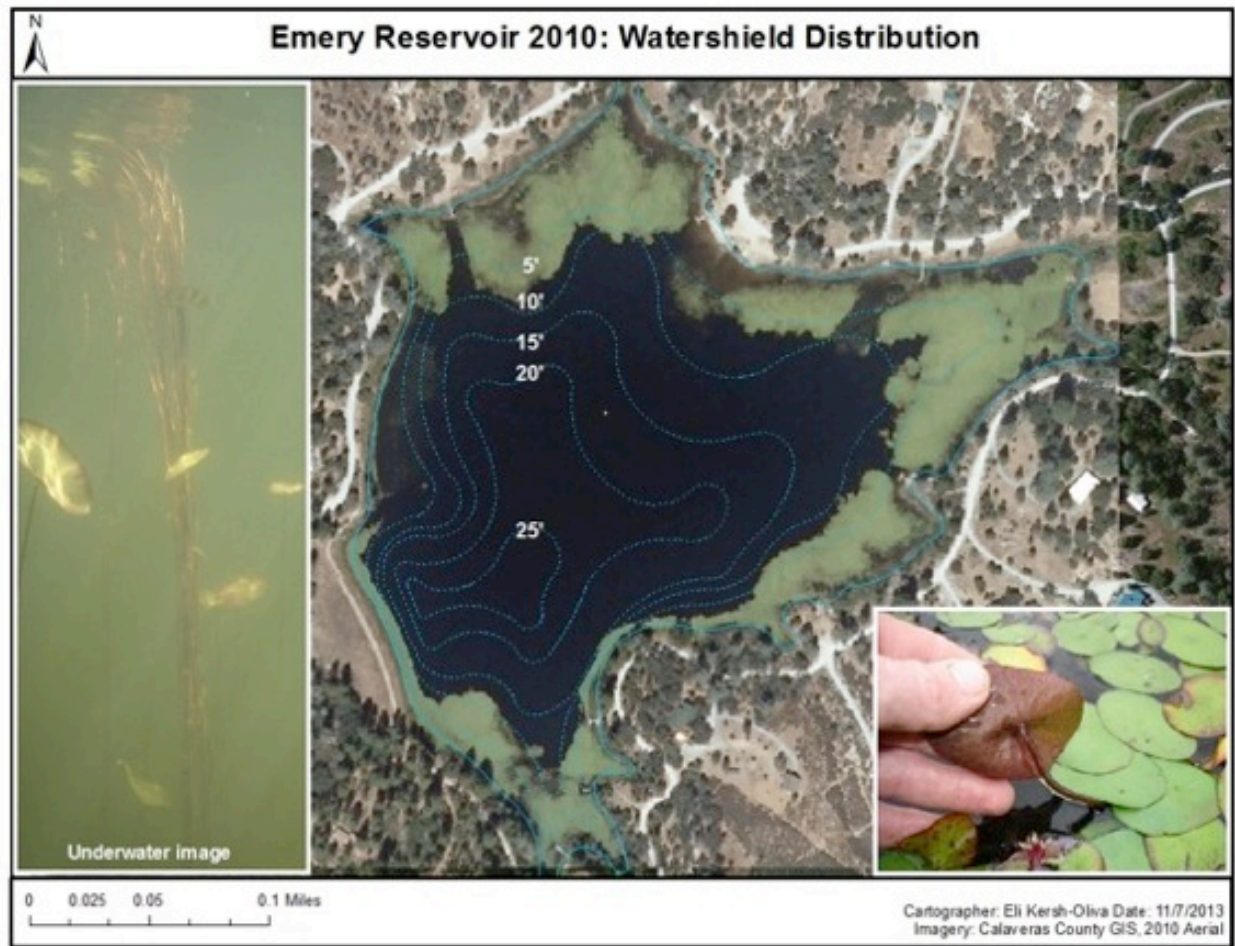 N
Emery Reservoir 2010: Watershield Distribution
5'
10'
15'
20'
25'
Underwater image
0 0.025 0.05 0.1 Miles
Cartographer: Eli Kersh-Oliva Date: 11/7/2013
Imagery: Calaveras County GIS, 2010 Aerial